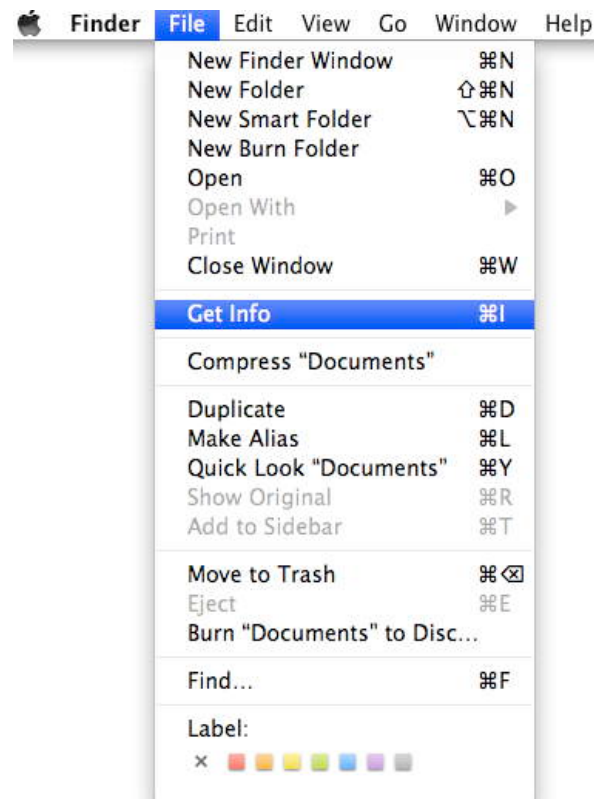 Finder File Edit View Go Window Help
New Finder Window ⌘N
New Folder ⇧⌘N
New Smart Folder ⌥⌘N
New Burn Folder
Open ⌘O
Open With ▶
Print
Close Window ⌘W
Get Info ⌘I
Compress “Documents”
Duplicate ⌘D
Make Alias ⌘L
Quick Look “Documents” ⌘Y
Show Original ⌘R
Add to Sidebar ⌘T
Move to Trash ⌘⌫
Eject ⌘E
Burn “Documents” to Disc…
Find… ⌘F
Label:
×